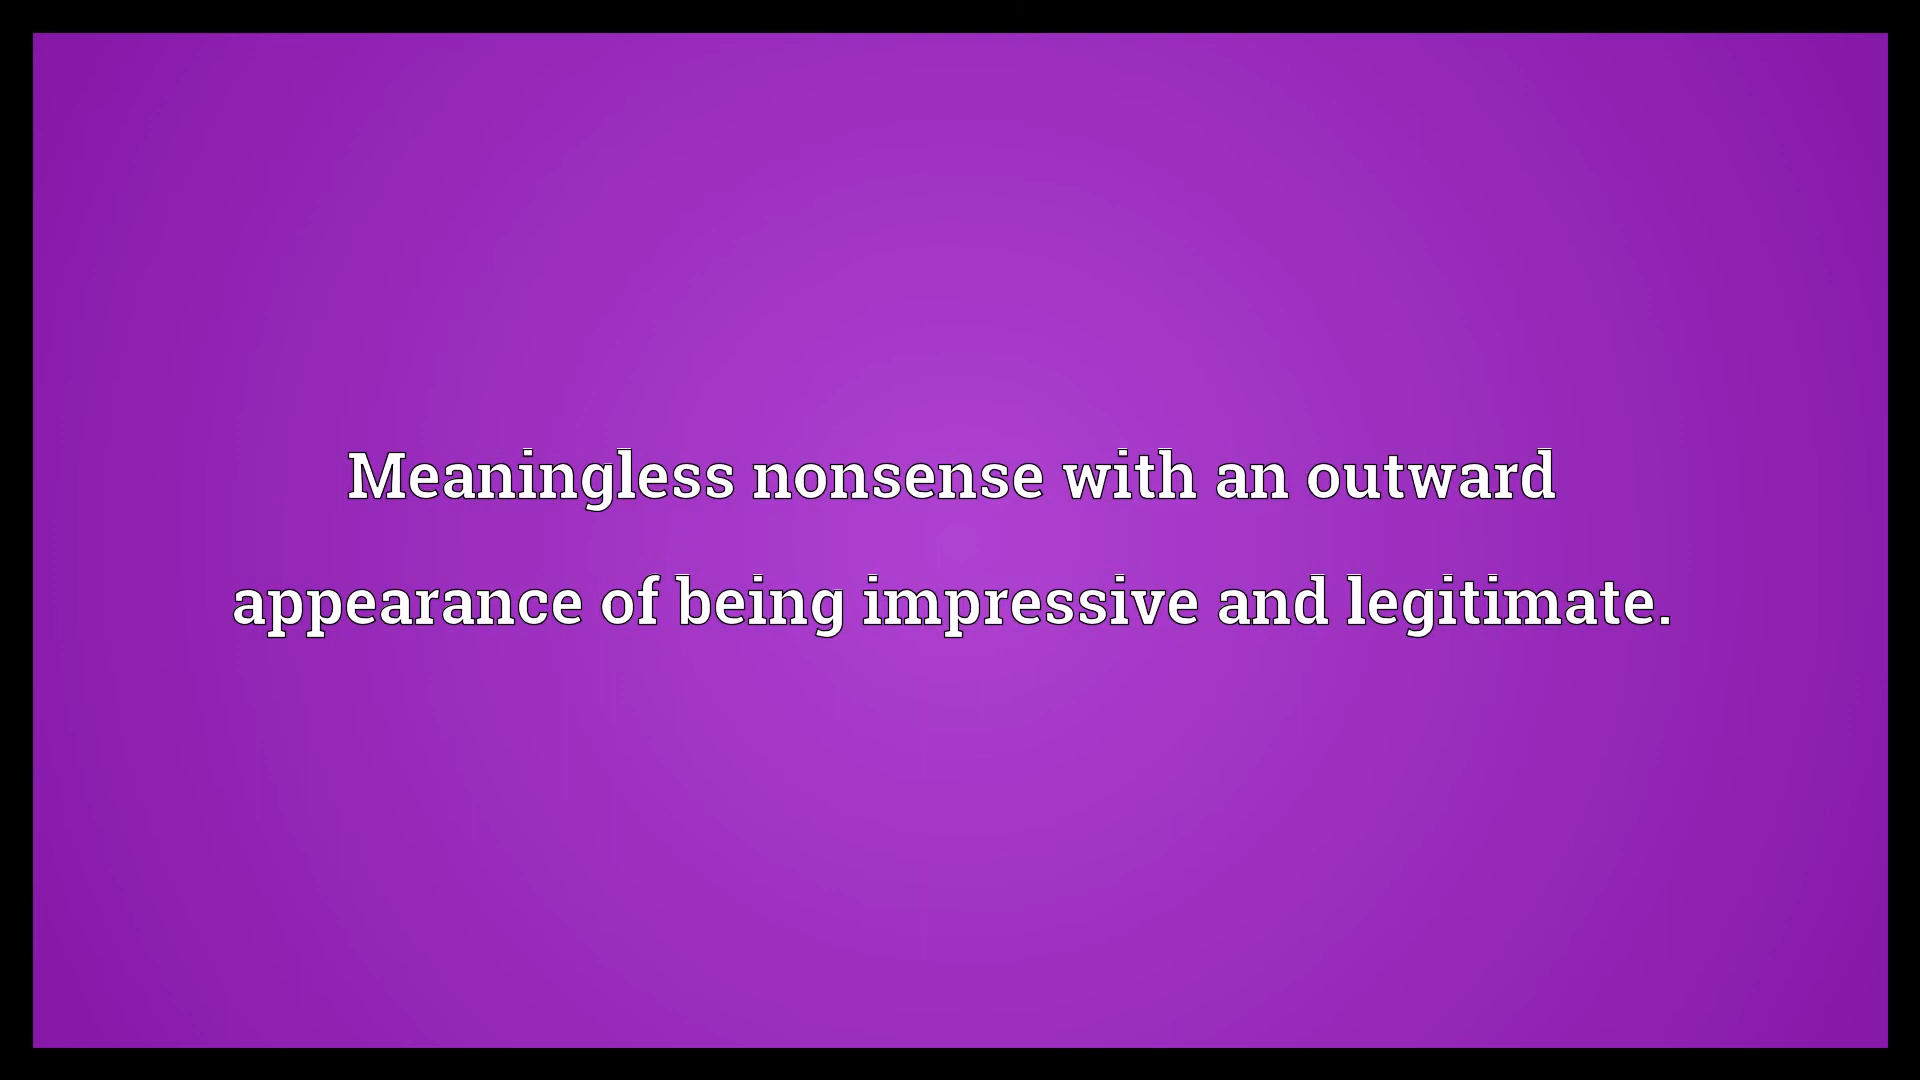 Meaningless nonsense with an outward
appearance of being impressive and legitimate.